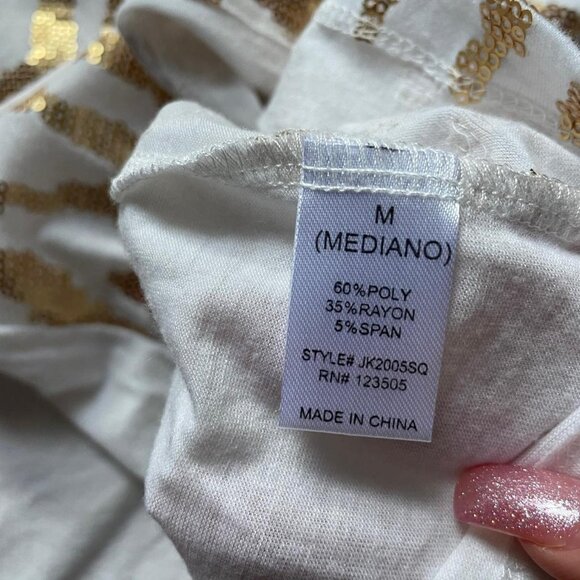 M
(MEDIANO)
60%POLY
35%RAYON
5%SPAN
STYLE# JK2005SQ
RN# 123505
MADE IN CHINA